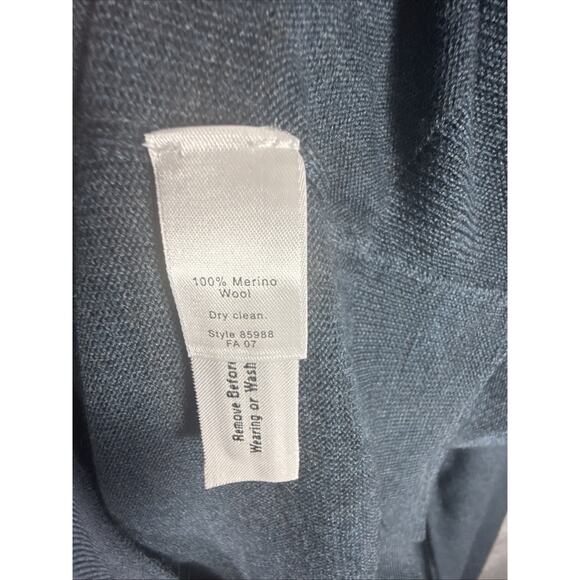 100% Merino
Wool
Dry clean.
Style 85988
FA 07
Remove Before
Wearing or Wash